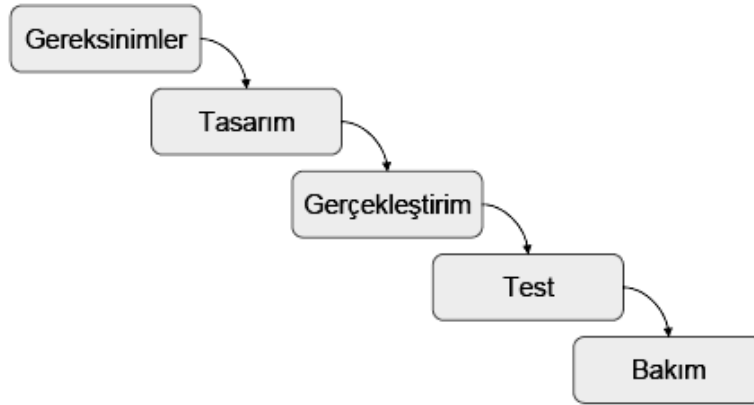 Gereksinimler
Tasarım
Gerçekleştirim
Test
Bakım